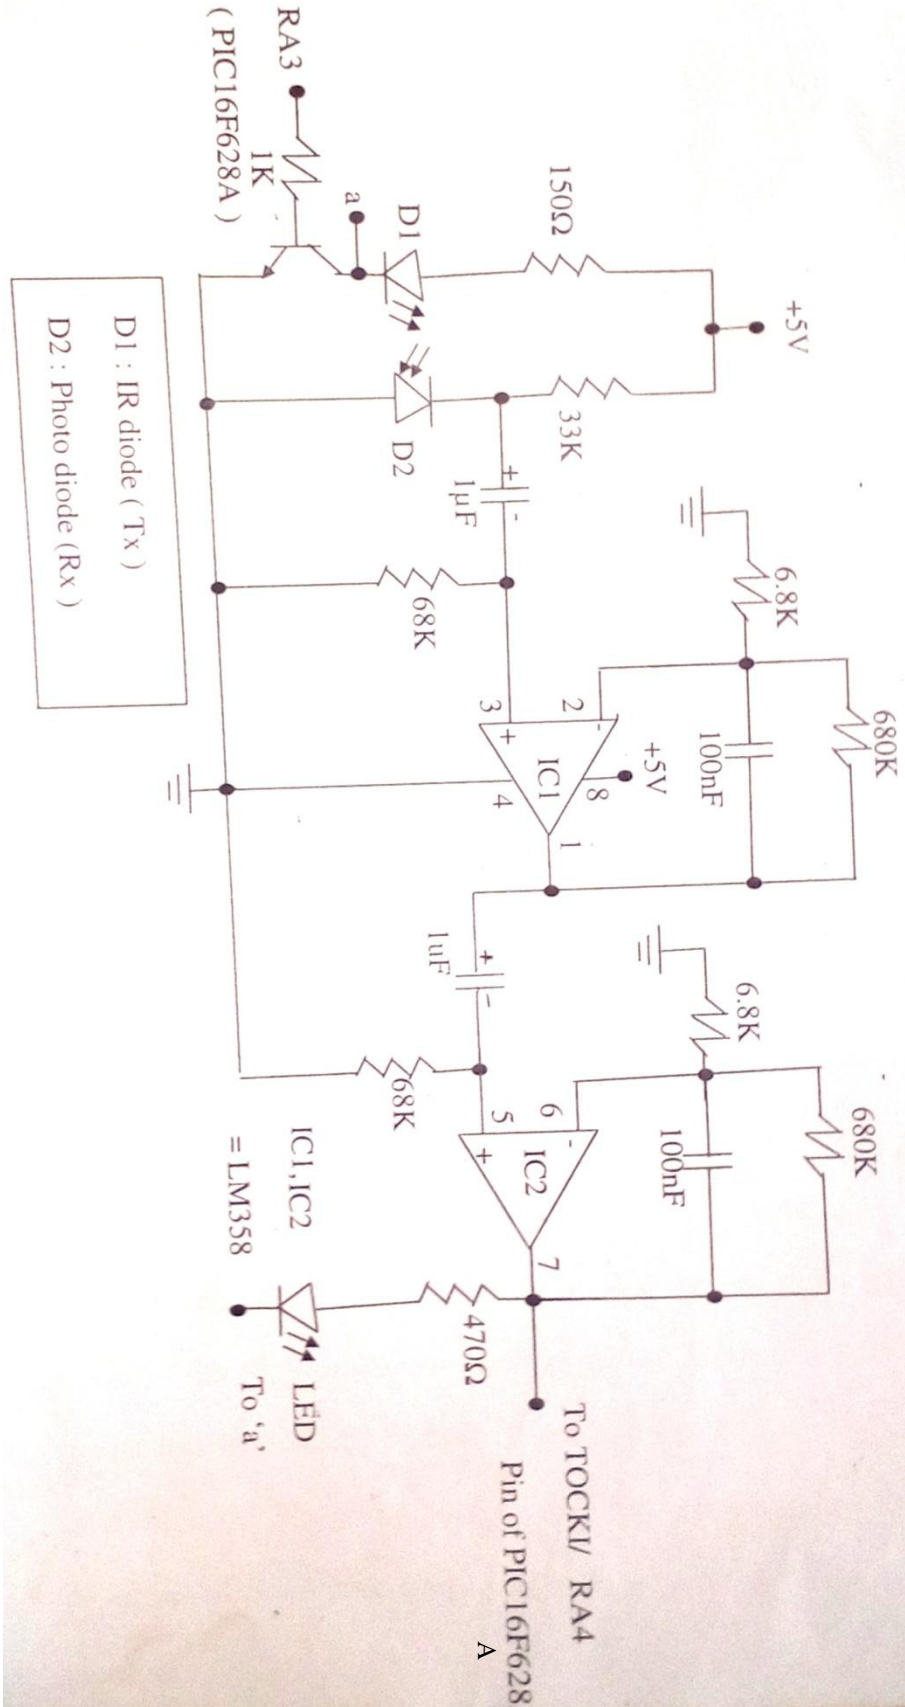 +5V
150Ω
33K
D1
D2
a
RA3
1K
( PIC16F628A )
1µF
68K
6.8K
680K
100nF
+5V
2
3
-
+
IC1
8
4
1
1uF
+
-
+
-
68K
6.8K
680K
100nF
6
5
-
+
IC2
7
To TOCKI/ RA4
Pin of PIC16F628
A
470Ω
LED
To ‘a’
IC1,IC2
= LM358
D1 : IR diode ( Tx )
D2 : Photo diode (Rx )